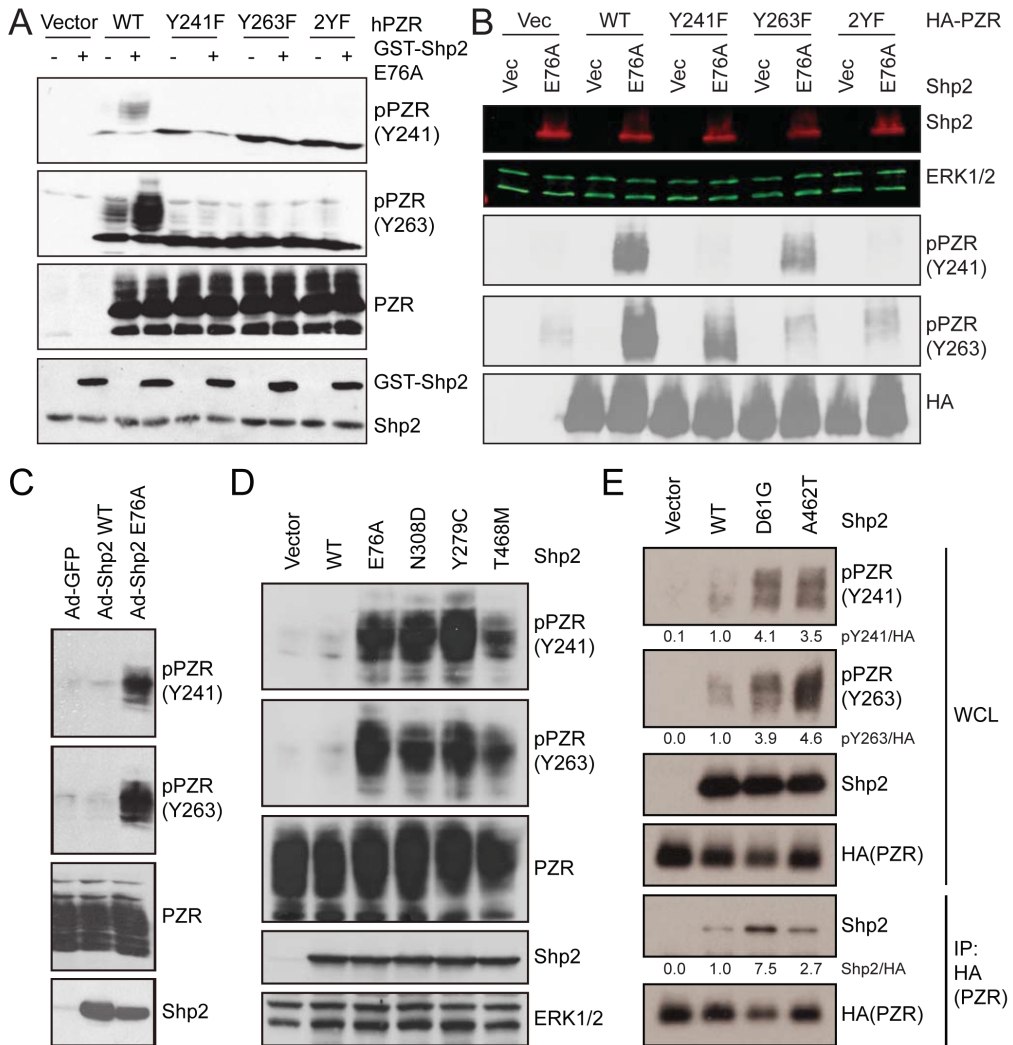 A
Vector WT Y241F Y263F 2YF hPZR
- + - + - + - + - + GST-Shp2
E76A
pPZR
(Y241)
pPZR
(Y263)
PZR
GST-Shp2
Shp2
B
Vec WT Y241F Y263F 2YF HA-PZR
Vec E76A Vec E76A Vec E76A Vec E76A Vec E76A Shp2
Shp2
ERK1/2
pPZR
(Y241)
pPZR
(Y263)
HA
C
Ad-GFP Ad-Shp2 WT Ad-Shp2 E76A
pPZR
(Y241)
pPZR
(Y263)
PZR
Shp2
D
Vector WT E76A N308D Y279C T468M Shp2
pPZR
(Y241)
pPZR
(Y263)
PZR
Shp2
ERK1/2
E
Vector WT D61G A462T Shp2
pPZR
(Y241)
0.1 1.0 4.1 3.5 pY241/HA
pPZR
(Y263)
0.0 1.0 3.9 4.6 pY263/HA
Shp2
HA(PZR)
WCL
Shp2
0.0 1.0 7.5 2.7 Shp2/HA
HA(PZR)
IP:
HA
(PZR)